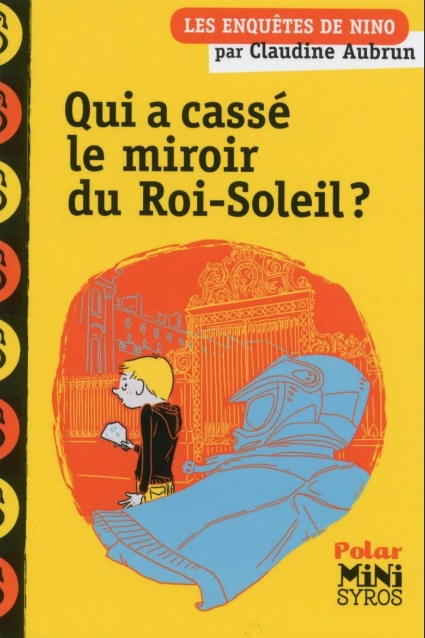 LES ENQUÊTES DE NINO
par Claudine Aubrun
Qui a cassé
le miroir
du Roi-Soleil ?
Polar
MiNi
SYROS